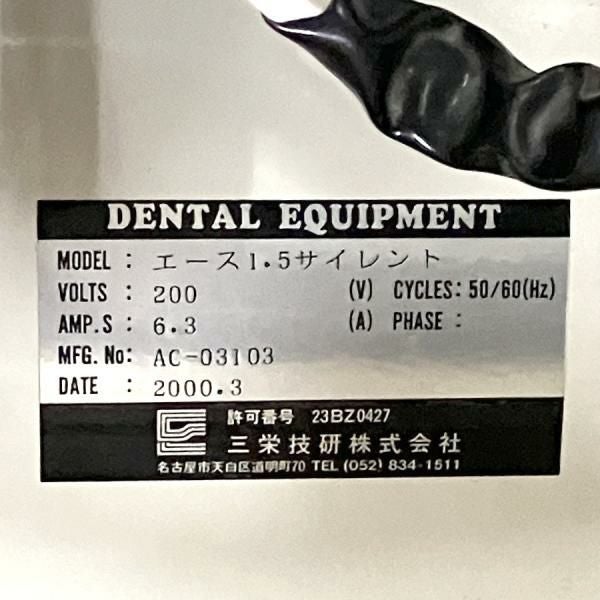 DENTAL EQUIPMENT
MODEL : エース1.5サイレント
VOLTS : 200 (V) CYCLES: 50/60(Hz)
AMP.S : 6.3 (A) PHASE :
MFG. No: AC-03103
DATE : 2000.3
許可番号 23BZ0427
三栄技研株式会社
名古屋市天白区道明町70 TEL (052) 834-1511